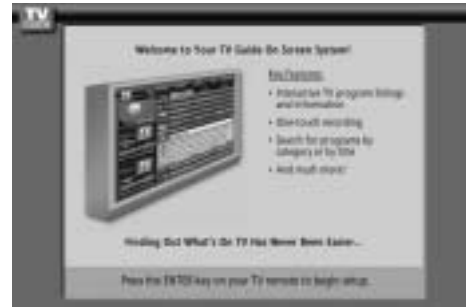 TV
Welcome to Your TV Guide On Screen System!
Key Features:
• Interactive TV program listings
and information
• One-touch recording
• Search for programs by
category or by title
• And much more!
Finding Out What's On TV Has Never Been Easier...
Press the ENTER key on your TV remote to begin setup.